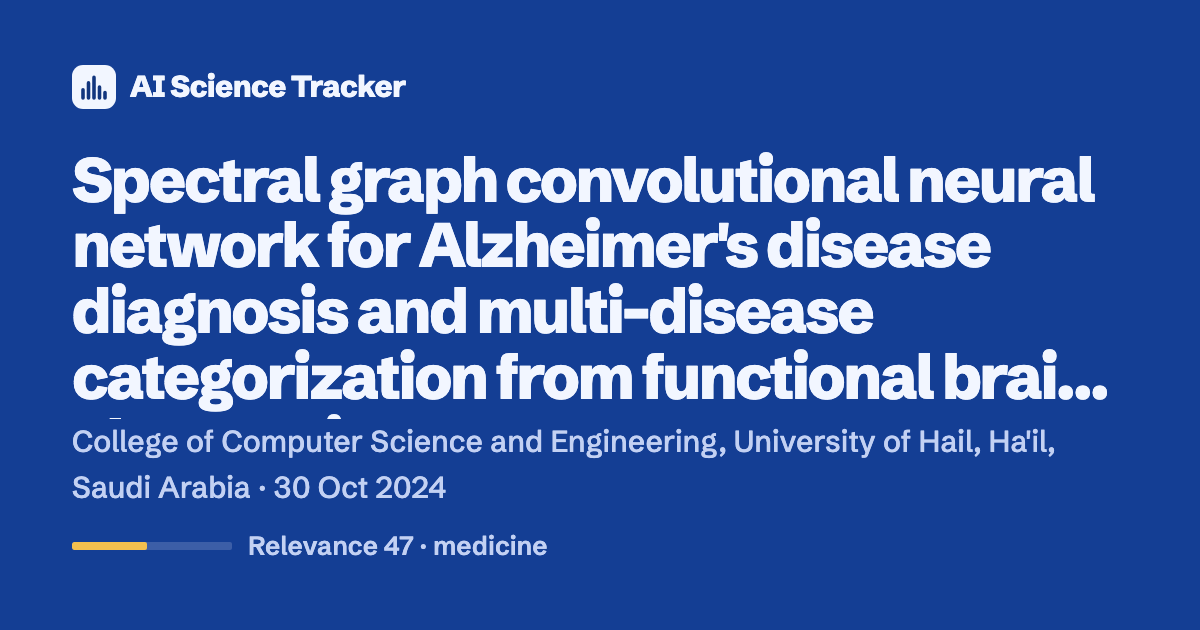 AI Science Tracker
Spectral graph convolutional neural
network for Alzheimer's disease
diagnosis and multi-disease
categorization from functional brai...
College of Computer Science and Engineering, University of Hail, Ha'il,
Saudi Arabia · 30 Oct 2024
Relevance 47 · medicine